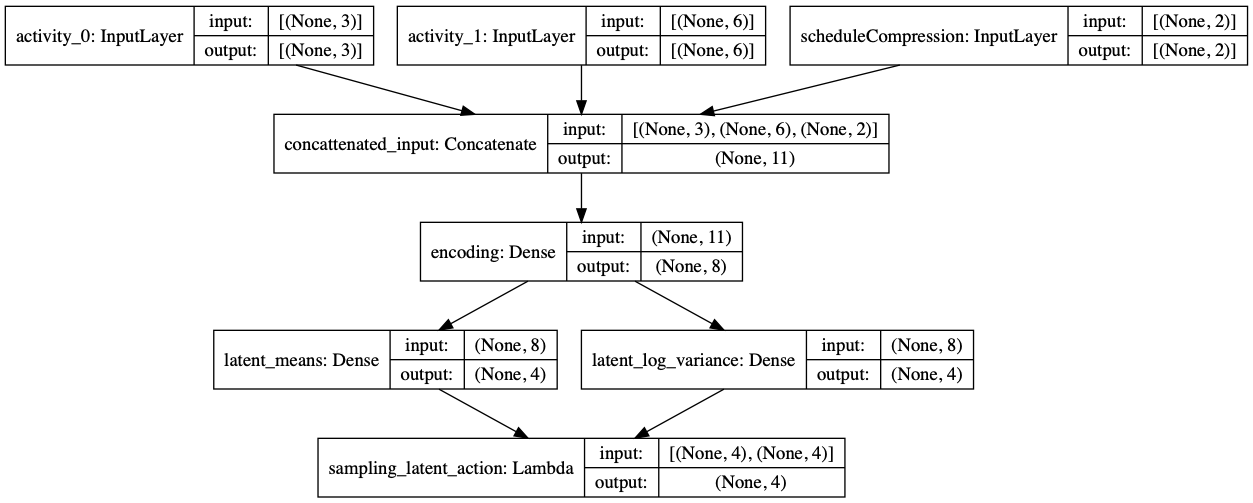 activity_0: InputLayer
input: [(None, 3)]
output: [(None, 3)]
activity_1: InputLayer
input: [(None, 6)]
output: [(None, 6)]
scheduleCompression: InputLayer
input: [(None, 2)]
output: [(None, 2)]
concattenated_input: Concatenate
input: [(None, 3), (None, 6), (None, 2)]
output: (None, 11)
encoding: Dense
input: (None, 11)
output: (None, 8)
latent_means: Dense
input: (None, 8)
output: (None, 4)
latent_log_variance: Dense
input: (None, 8)
output: (None, 4)
sampling_latent_action: Lambda
input: [(None, 4), (None, 4)]
output: (None, 4)